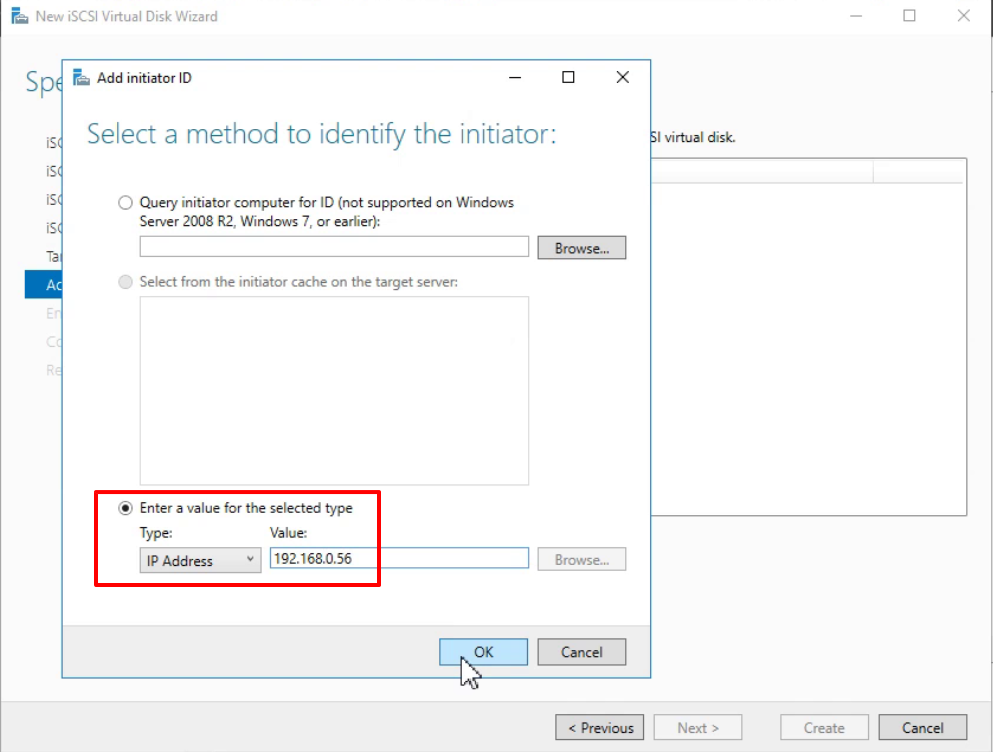 New iSCSI Virtual Disk Wizard
Spe
Add initiator ID
Select a method to identify the initiator:
SI virtual disk.
iSC
iSC
iSC
iSC
Tar
Ac
En
Co
Re
Query initiator computer for ID (not supported on Windows
Server 2008 R2, Windows 7, or earlier):
Browse...
Select from the initiator cache on the target server:
Enter a value for the selected type
Type: Value:
IP Address 192.168.0.56 Browse...
OK Cancel
< Previous Next > Create Cancel